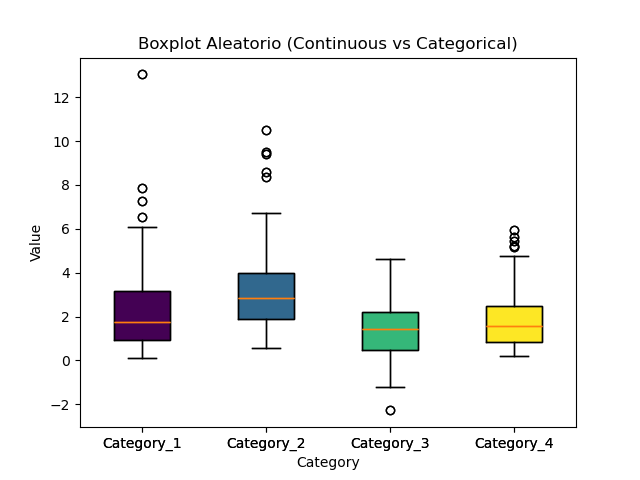 Boxplot Aleatorio (Continuous vs Categorical)
12
10
8
6
4
2
0
−2
Value
Category_1
Category_2
Category_3
Category_4
Category